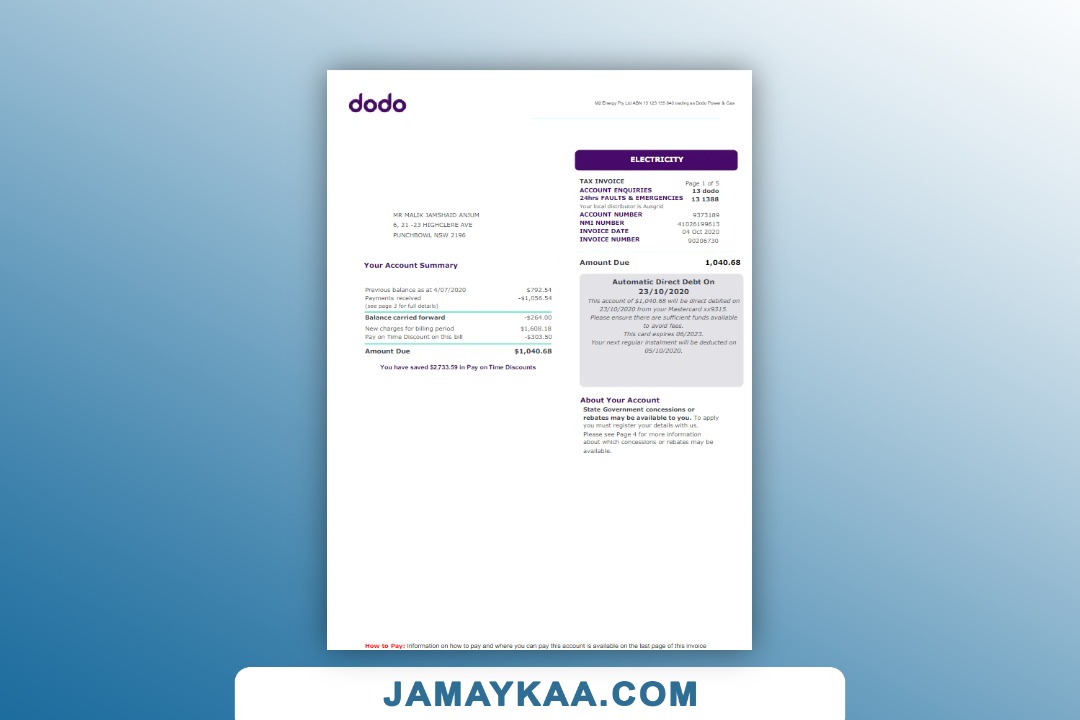 dodo
M2 Energy Pty Ltd ABN 15 123 155 840 trading as Dodo Power & Gas
ELECTRICITY
TAX INVOICE Page 1 of 5
ACCOUNT ENQUIRIES 13 dodo
24hrs FAULTS & EMERGENCIES 13 1388
Your local distributor is Ausgrid
ACCOUNT NUMBER 9373189
NMI NUMBER 41026199613
INVOICE DATE 04 Oct 2020
INVOICE NUMBER 90206730
MR MALIK JAMSHAID ANJUM
6, 31 -23 HIGHCLERE AVE
PUNCHBOWL NSW 2196
Amount Due 1,040.68
Your Account Summary
Previous balance as at 4/07/2020 $792.54
Payments received -$1,056.54
(see page 3 for full details)
Balance carried forward -$264.00
New charges for billing period $1,608.18
Pay on Time Discount on this bill -$303.50
Amount Due $1,040.68
You have saved $2,733.59 in Pay on Time Discounts
Automatic Direct Debt On
23/10/2020
This account of $1,040.68 will be direct debited on
23/10/2020 from your Mastercard xx9315.
Please ensure there are sufficient funds available
to avoid fees.
This card expires 06/2023.
Your next regular instalment will be deducted on
05/10/2020.
About Your Account
State Government concessions or
rebates may be available to you. To apply
you must register your details with us.
Please see Page 4 for more information
about which concessions or rebates may be
available.
How to Pay: Information on how to pay and where you can pay this account is available on the last page of this invoice
JAMAYKAA.COM